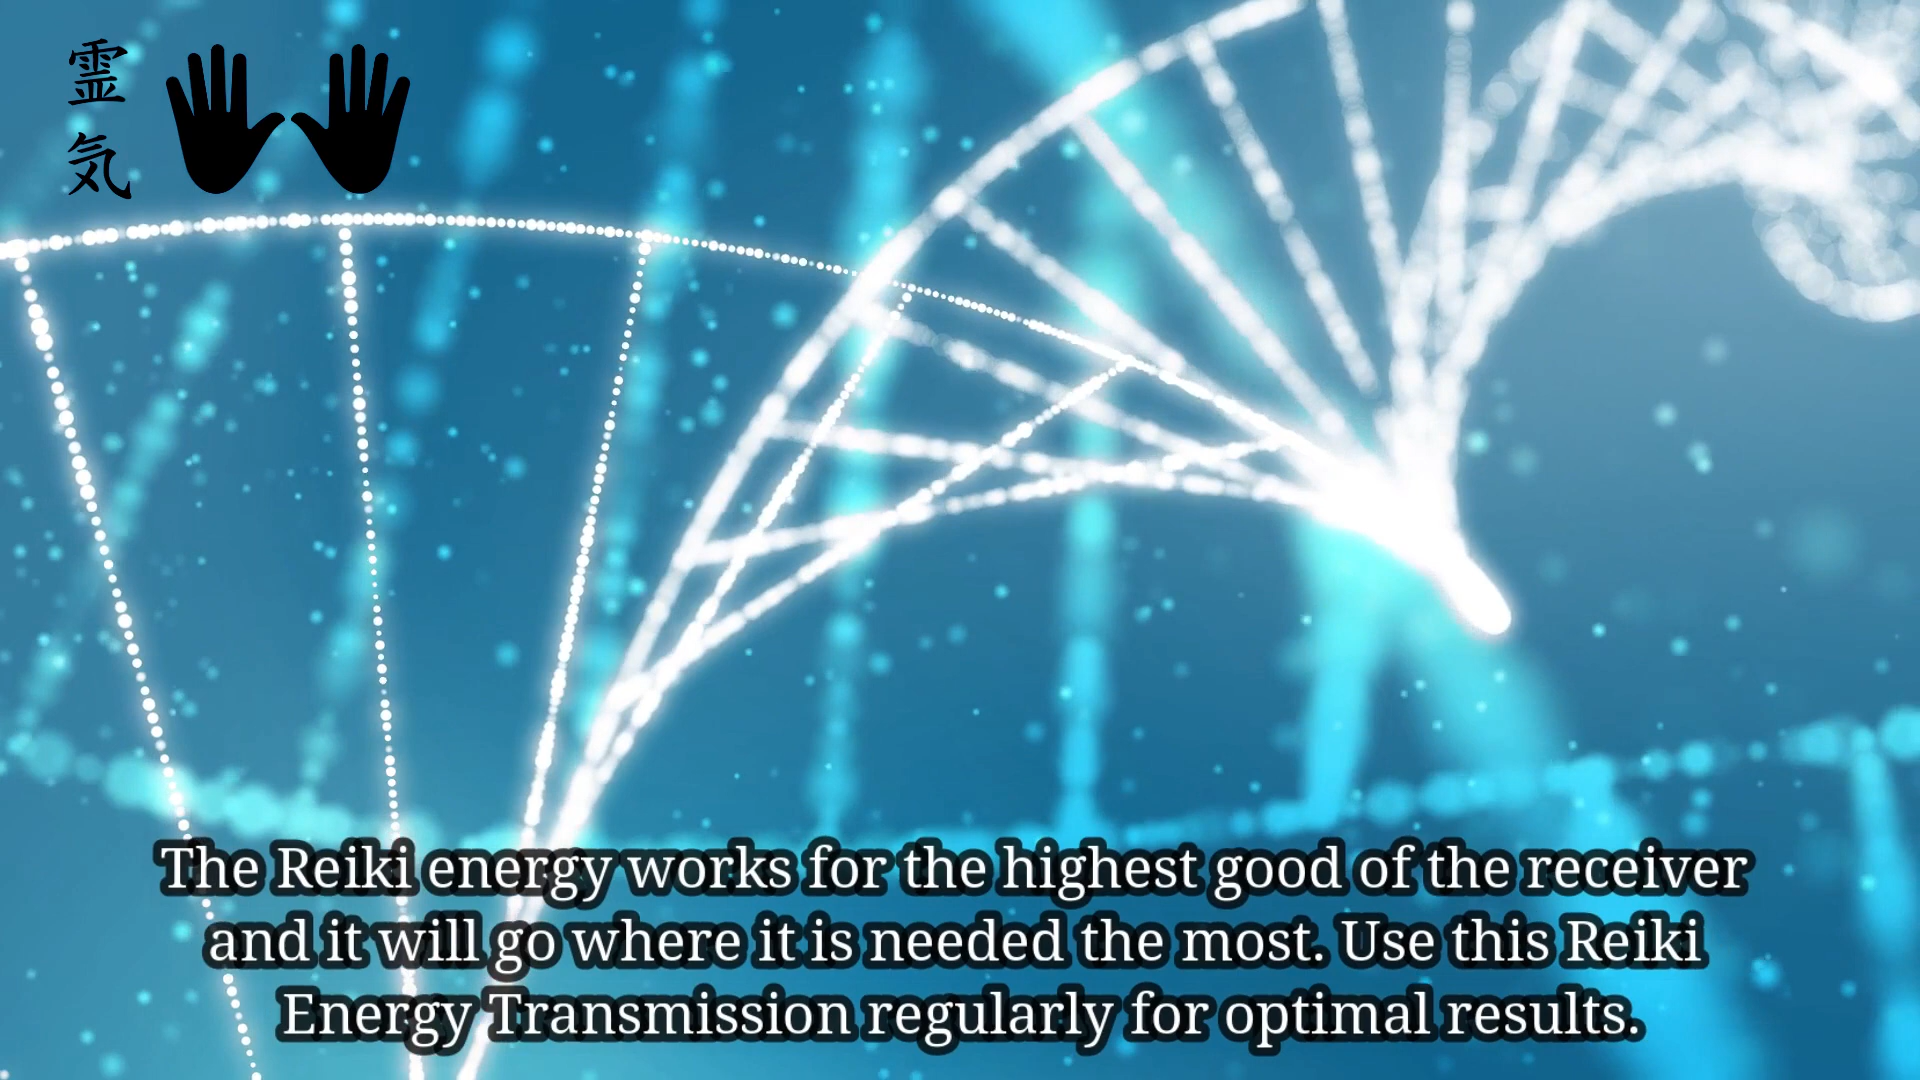 霊
気
The Reiki energy works for the highest good of the receiver
and it will go where it is needed the most. Use this Reiki
Energy Transmission regularly for optimal results.